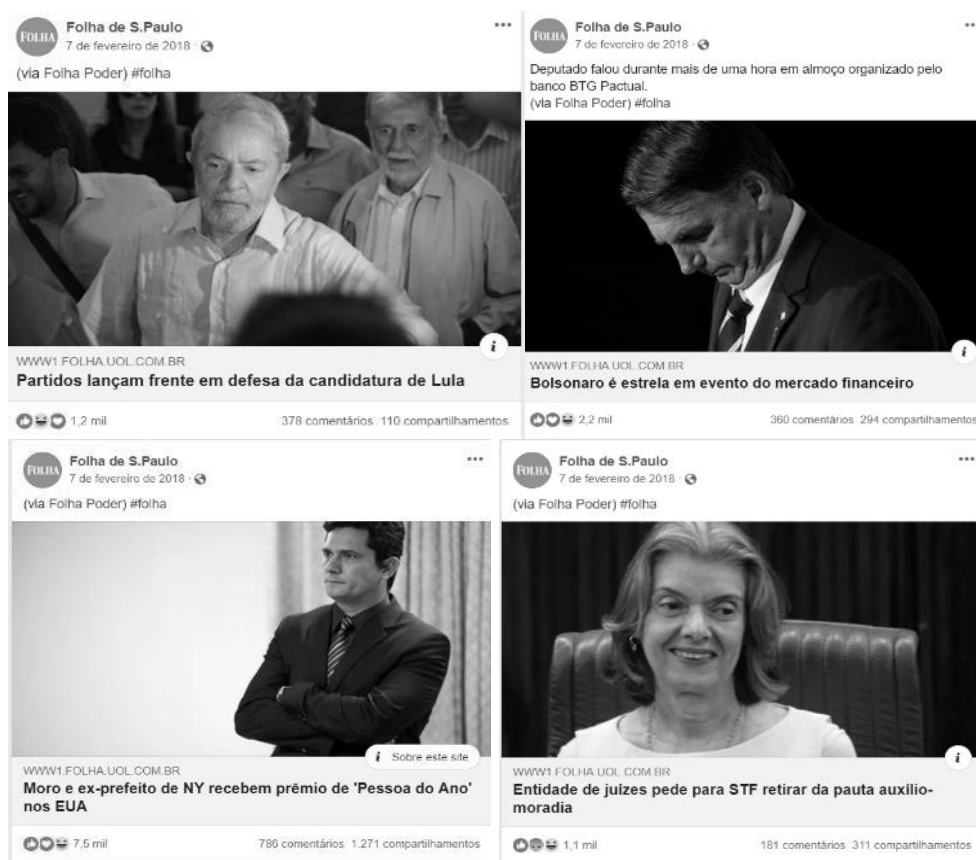 Folha de S.Paulo
7 de fevereiro de 2018
(via Folha Poder) #folha
FOLHA
WWW1.FOLHA.UOL.COM.BR
Partidos lançam frente em defesa da candidatura de Lula
1,2 mil
378 comentários 110 compartilhamentos
Folha de S.Paulo
7 de fevereiro de 2018
FOLHA
Deputado falou durante mais de uma hora em almoço organizado pelo
banco BTG Pactual.
(via Folha Poder) #folha
WWW1.FOLHA.UOL.COM.BR
Bolsonaro é estrela em evento do mercado financeiro
2,2 mil
360 comentários 294 compartilhamentos
Folha de S.Paulo
7 de fevereiro de 2018
FOLHA
(via Folha Poder) #folha
i Sobre este site
WWW1.FOLHA.UOL.COM.BR
Moro e ex-prefeito de NY recebem prêmio de 'Pessoa do Ano'
nos EUA
7,5 mil
786 comentários 1.271 compartilhamentos
Folha de S.Paulo
7 de fevereiro de 2018
FOLHA
(via Folha Poder) #folha
WWW1.FOLHA.UOL.COM.BR
Entidade de juízes pede para STF retirar da pauta auxílio-
moradia
1,1 mil
181 comentários 311 compartilhamentos